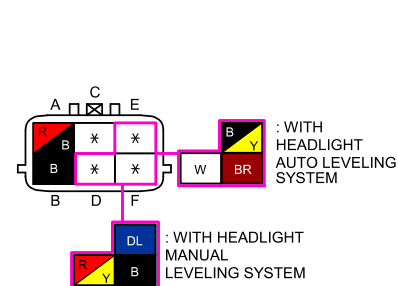 C
A E
R B * *
B * *
B D F
B Y
W BR
: WITH
HEADLIGHT
AUTO LEVELING
SYSTEM
DL
R Y B
: WITH HEADLIGHT
MANUAL
LEVELING SYSTEM